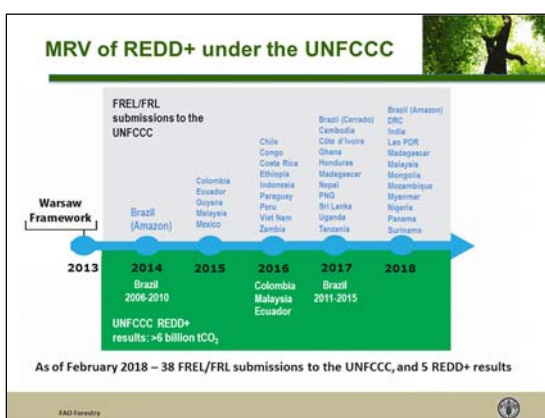 MRV of REDD+ under the UNFCCC
FREL/FRL
submissions to the
UNFCCC
Warsaw
Framework
2013
Brazil
(Amazon)
2014
Brazil
2006-2010
Colombia
Ecuador
Guyana
Malaysia
Mexico
2015
Chile
Congo
Costa Rica
Ethiopia
Indonesia
Paraguay
Peru
Viet Nam
Zambia
2016
Colombia
Malaysia
Ecuador
Brazil (Cerrado)
Cambodia
Côte d'Ivoire
Ghana
Honduras
Madagascar
Nepal
PNG
Sri Lanka
Uganda
Tanzania
2017
Brazil
2011-2015
Brazil (Amazon)
DRC
India
Lao PDR
Madagascar
Malaysia
Mongolia
Mozambique
Myanmar
Nigeria
Panama
Suriname
2018
UNFCCC REDD+
results: >6 billion tCO₂
As of February 2018 – 38 FREL/FRL submissions to the UNFCCC, and 5 REDD+ results
FAO Forestry